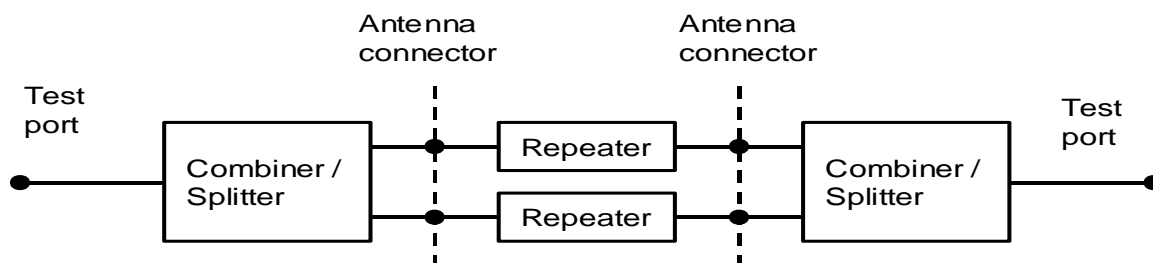 Antenna
connector
Antenna
connector
Test
port
Test
port
Combiner /
Splitter
Repeater
Repeater
Combiner /
Splitter